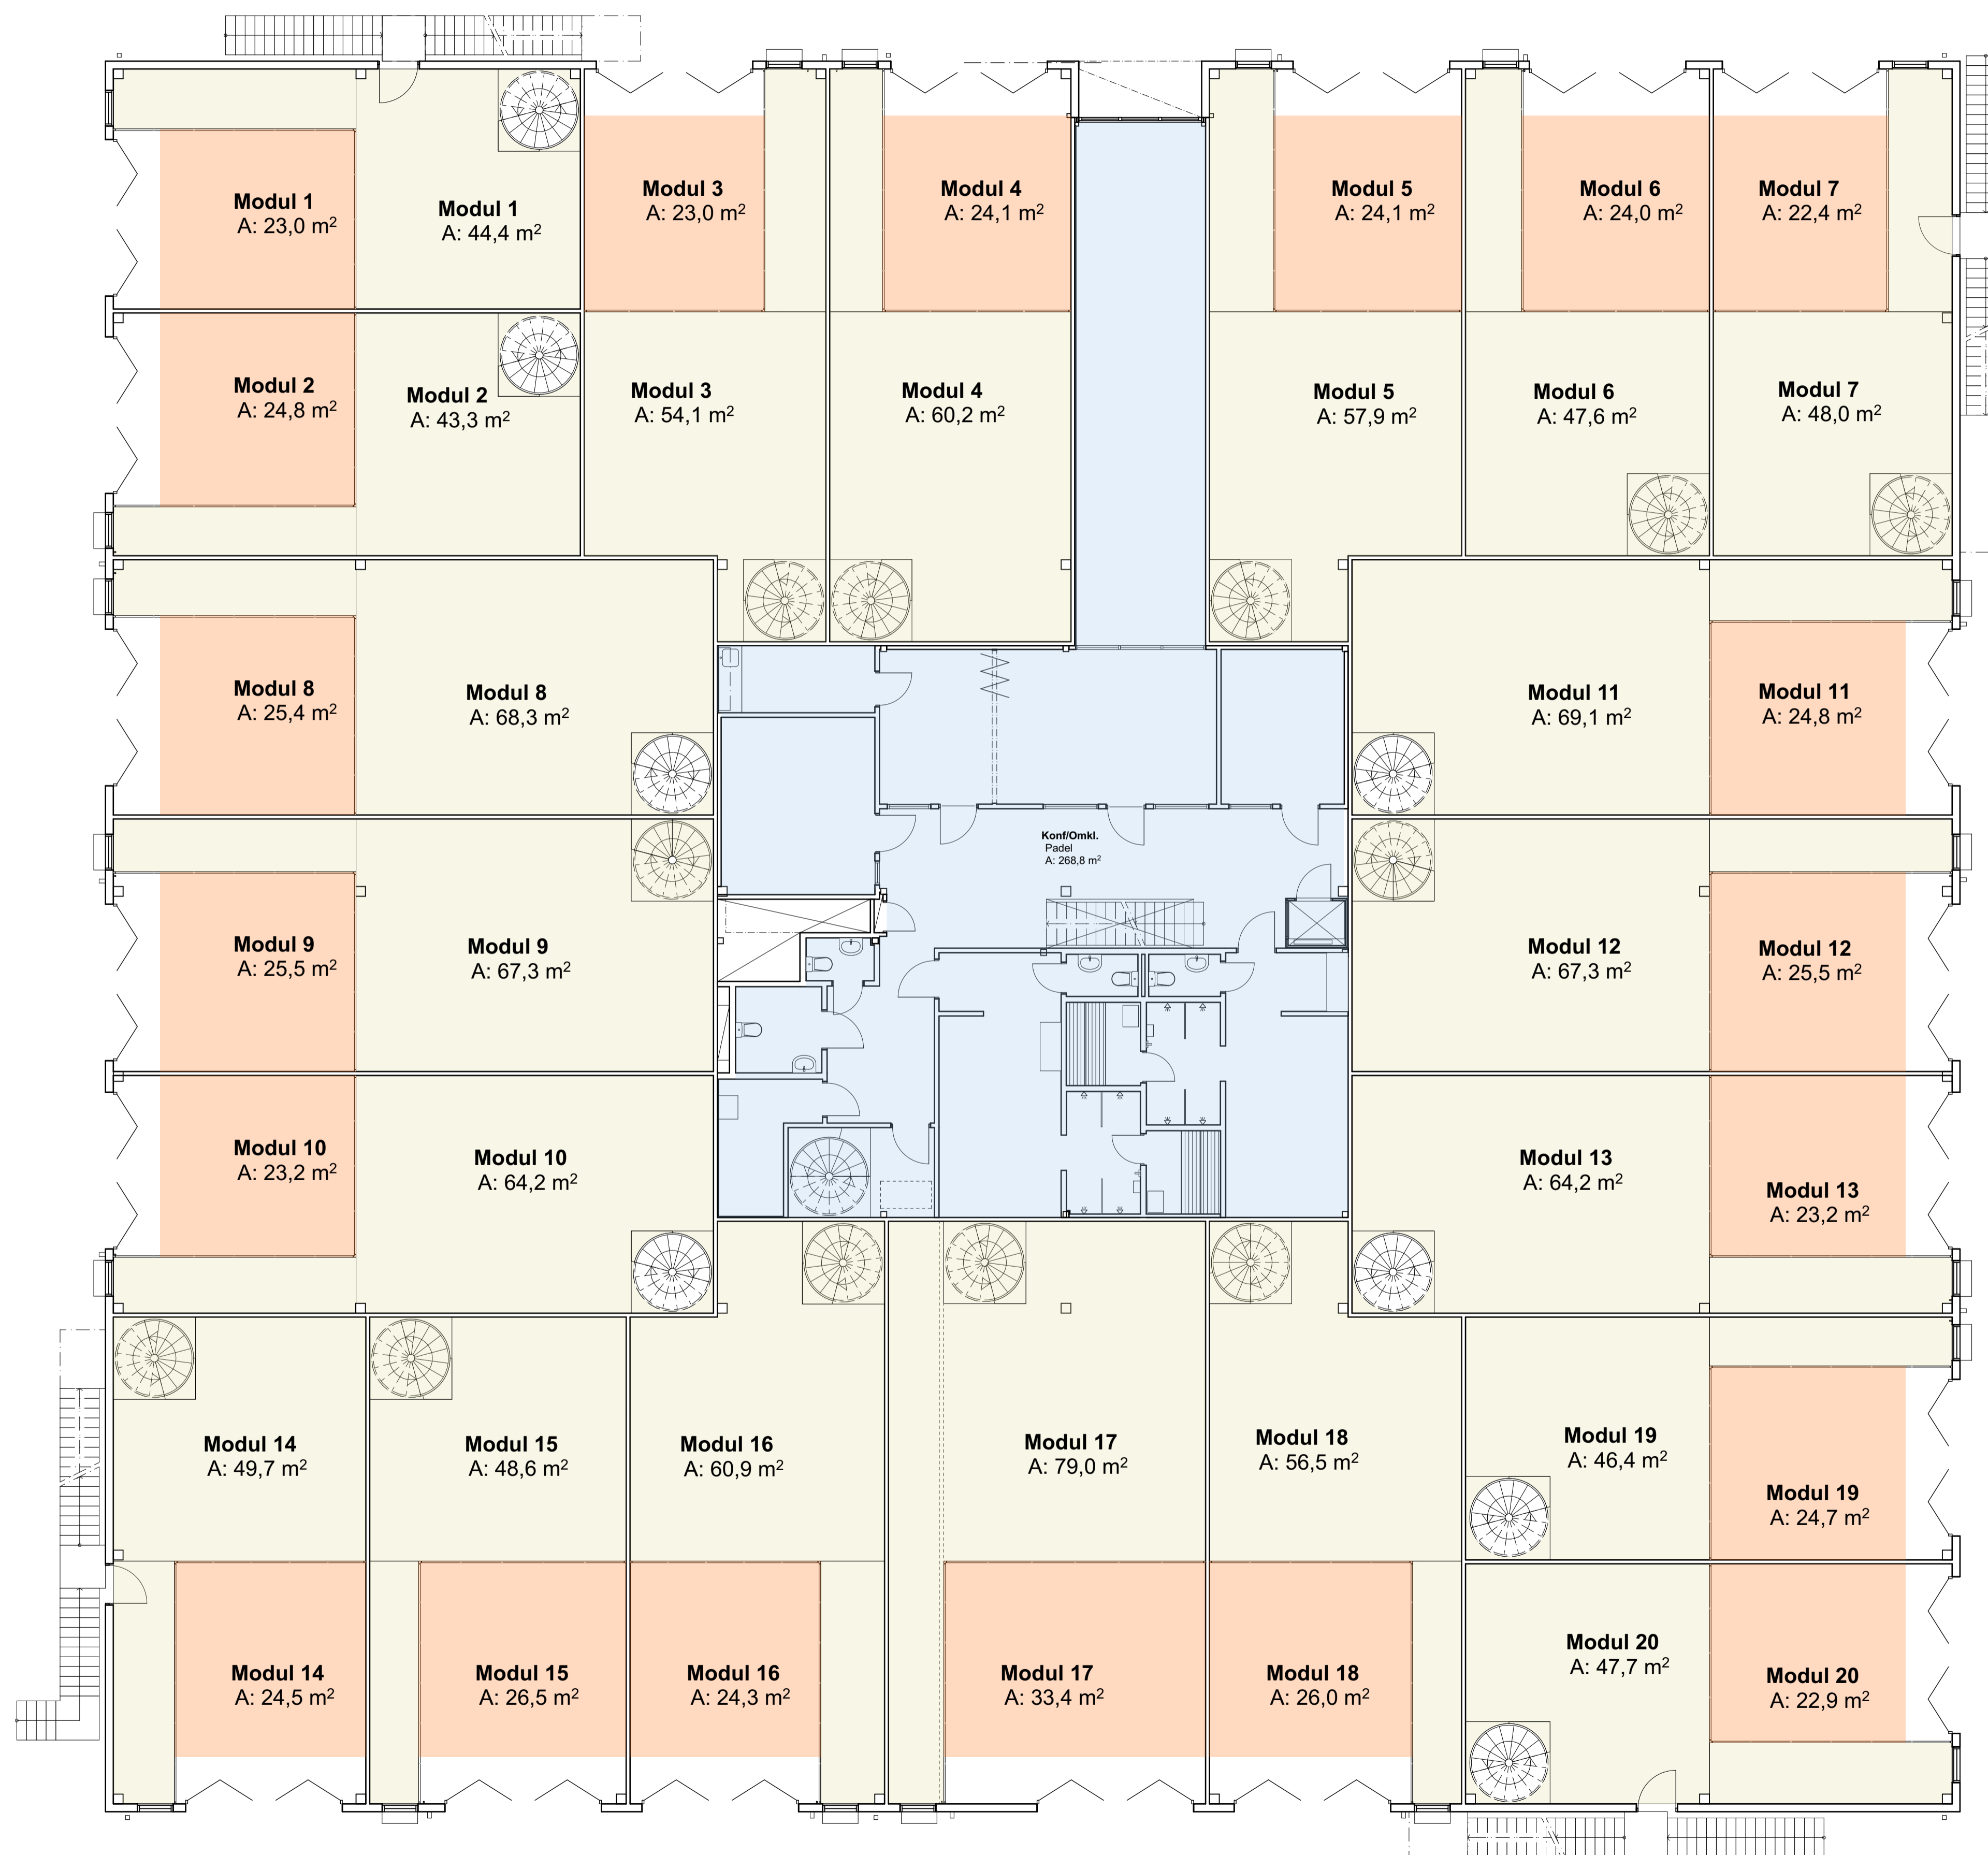 Modul 1
A: 23,0 m²
Modul 1
A: 44,4 m²
Modul 3
A: 23,0 m²
Modul 4
A: 24,1 m²
Modul 5
A: 24,1 m²
Modul 6
A: 24,0 m²
Modul 7
A: 22,4 m²
Modul 2
A: 24,8 m²
Modul 2
A: 43,3 m²
Modul 3
A: 54,1 m²
Modul 4
A: 60,2 m²
Modul 5
A: 57,9 m²
Modul 6
A: 47,6 m²
Modul 7
A: 48,0 m²
Modul 8
A: 25,4 m²
Modul 8
A: 68,3 m²
Modul 11
A: 69,1 m²
Modul 11
A: 24,8 m²
Konf/Omkl.
Padel
A: 268,8 m²
Modul 9
A: 25,5 m²
Modul 9
A: 67,3 m²
Modul 12
A: 67,3 m²
Modul 12
A: 25,5 m²
Modul 10
A: 23,2 m²
Modul 10
A: 64,2 m²
Modul 13
A: 64,2 m²
Modul 13
A: 23,2 m²
Modul 14
A: 49,7 m²
Modul 15
A: 48,6 m²
Modul 16
A: 60,9 m²
Modul 17
A: 79,0 m²
Modul 18
A: 56,5 m²
Modul 19
A: 46,4 m²
Modul 19
A: 24,7 m²
Modul 14
A: 24,5 m²
Modul 15
A: 26,5 m²
Modul 16
A: 24,3 m²
Modul 17
A: 33,4 m²
Modul 18
A: 26,0 m²
Modul 20
A: 47,7 m²
Modul 20
A: 22,9 m²